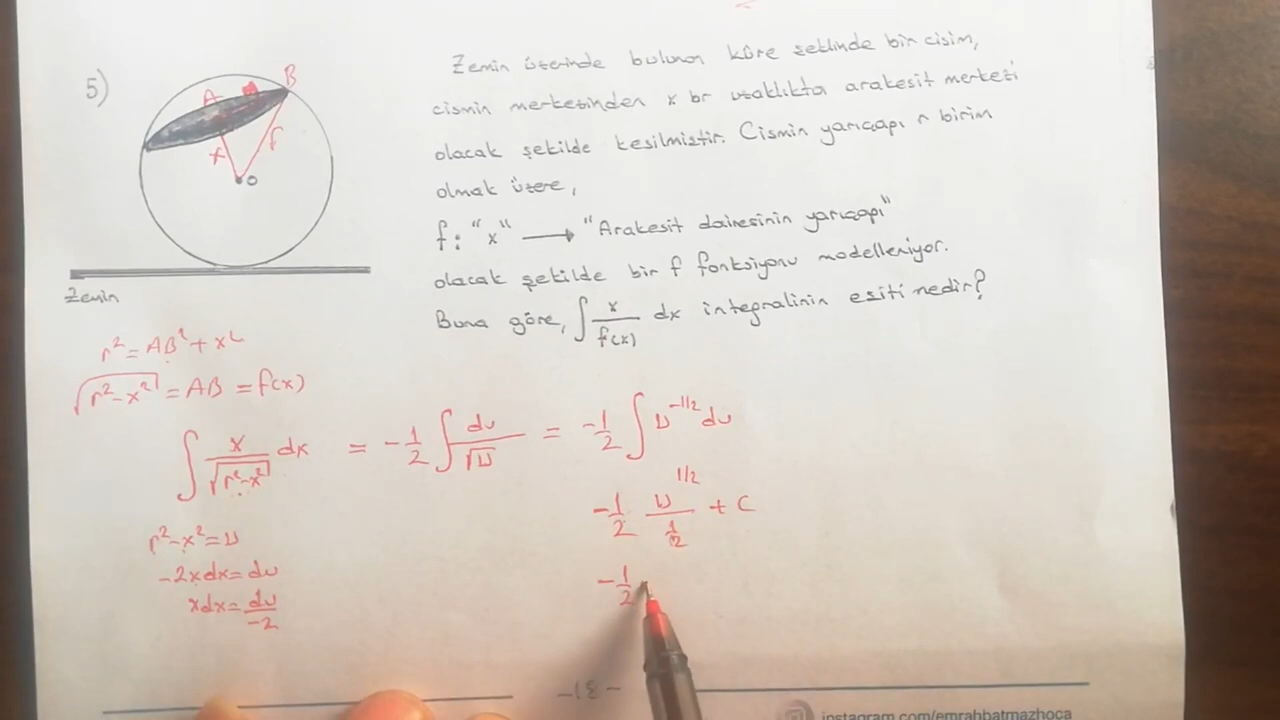 5)
A
B
x
r
O
Zemin
Zemin üzerinde bulunan küre şeklinde bir cisim,
cismin merkezinden x br uzaklıkta arakesit merkezi
olacak şekilde kesilmiştir. Cismin yarıçapı r birim
olmak üzere,
f: "x" → "Arakesit dairesinin yarıçapı"
olacak şekilde bir f fonksiyonu modelleniyor.
Buna göre, ∫ x/f(x) dx integralinin eşiti nedir?
r² = AB² + x²
√(r²-x²) = AB = f(x)
∫ x/√(r²-x²) dx = -1/2 ∫ du/√u = -1/2 ∫ u^(-1/2) du
-1/2 u^(1/2)/(1/2) + C
-1/2
r²-x²=u
-2xdx=du
xdx=du/-2
-14-
instagram.com/emrahbatmazhoca